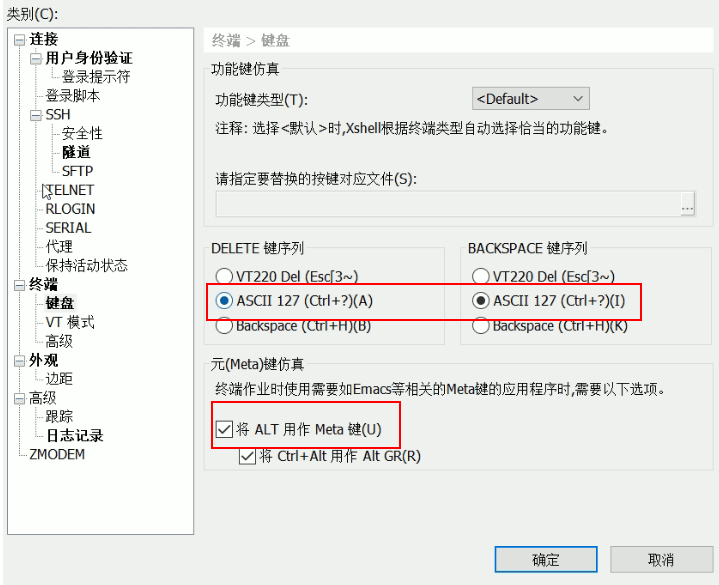 类别(C):
连接
用户身份验证
登录提示符
登录脚本
SSH
安全性
隧道
SFTP
TELNET
RLOGIN
SERIAL
代理
保持活动状态
终端
键盘
VT 模式
高级
外观
边距
高级
跟踪
日志记录
ZMODEM
终端 > 键盘
功能键仿真
功能键类型(T):
<Default>
注释: 选择<默认>时,Xshell根据终端类型自动选择恰当的功能键。
请指定要替换的按键对应文件(S):
...
DELETE 键序列
VT220 Del (Esc[3~)
ASCII 127 (Ctrl+?)(A)
Backspace (Ctrl+H)(B)
BACKSPACE 键序列
VT220 Del (Esc[3~)
ASCII 127 (Ctrl+?)(I)
Backspace (Ctrl+H)(K)
元(Meta)键仿真
终端作业时使用需要如Emacs等相关的Meta键的应用程序时,需要以下选项。
将 ALT 用作 Meta 键(U)
将 Ctrl+Alt 用作 Alt GR(R)
确定
取消